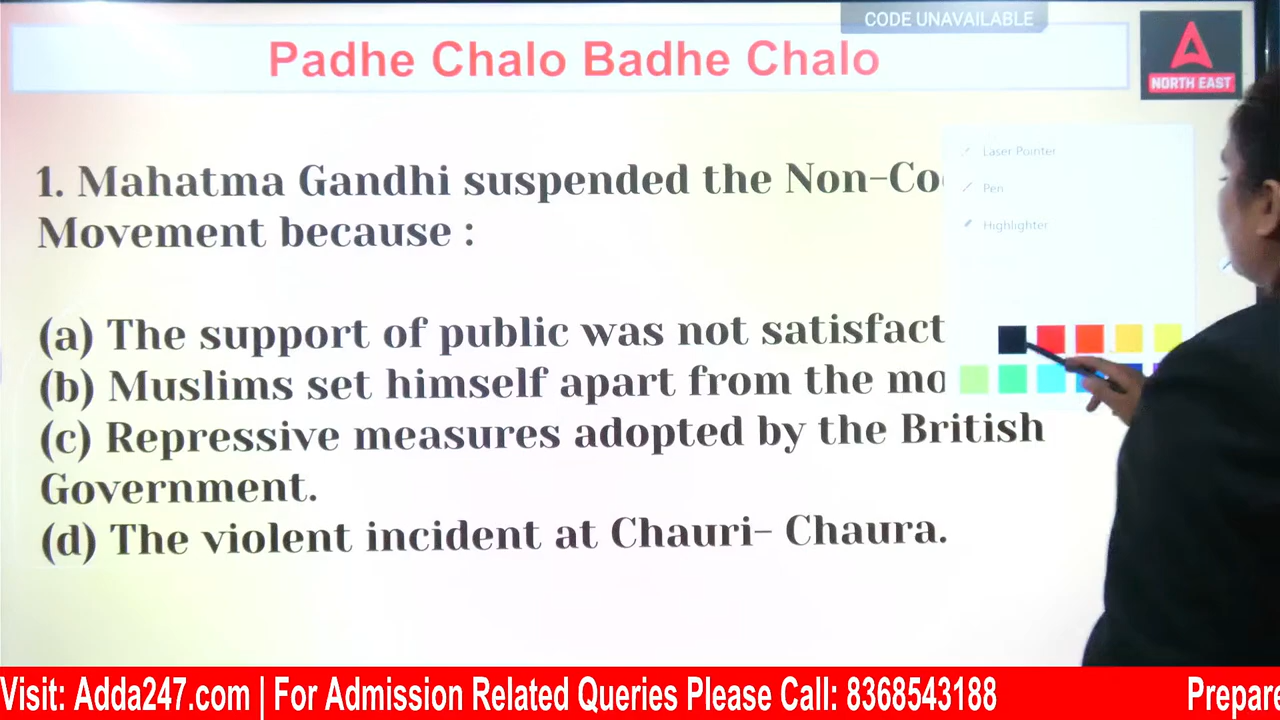 CODE UNAVAILABLE
Padhe Chalo Badhe Chalo
NORTH EAST
1. Mahatma Gandhi suspended the Non-Co
Movement because :
Laser Pointer
Pen
Highlighter
(a) The support of public was not satisfact
(b) Muslims set himself apart from the mo
(c) Repressive measures adopted by the British
Government.
(d) The violent incident at Chauri- Chaura.
Visit: Adda247.com | For Admission Related Queries Please Call: 8368543188
Prepare